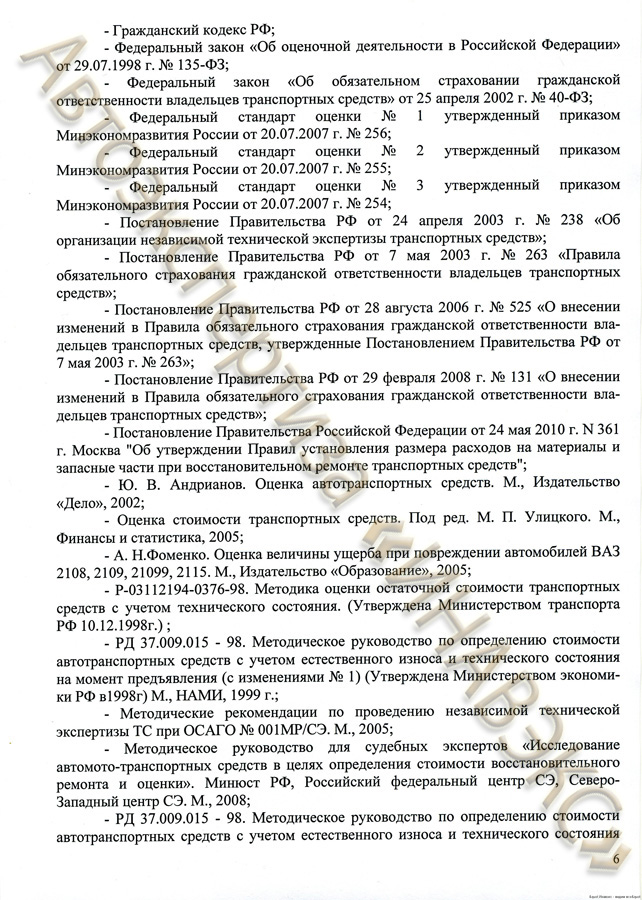 - Гражданский кодекс РФ;
- Федеральный закон «Об оценочной деятельности в Российской Федерации»
от 29.07.1998 г. № 135-ФЗ;
- Федеральный закон «Об обязательном страховании гражданской
ответственности владельцев транспортных средств» от 25 апреля 2002 г. № 40-ФЗ;
- Федеральный стандарт оценки № 1 утвержденный приказом
Минэкономразвития России от 20.07.2007 г. № 256;
- Федеральный стандарт оценки № 2 утвержденный приказом
Минэкономразвития России от 20.07.2007 г. № 255;
- Федеральный стандарт оценки № 3 утвержденный приказом
Минэкономразвития России от 20.07.2007 г. № 254;
- Постановление Правительства РФ от 24 апреля 2003 г. № 238 «Об
организации независимой технической экспертизы транспортных средств»;
- Постановление Правительства РФ от 7 мая 2003 г. № 263 «Правила
обязательного страхования гражданской ответственности владельцев транспортных
средств»;
- Постановление Правительства РФ от 28 августа 2006 г. № 525 «О внесении
изменений в Правила обязательного страхования гражданской ответственности вла-
дельцев транспортных средств, утвержденные Постановлением Правительства РФ от
7 мая 2003 г. № 263»;
- Постановление Правительства РФ от 29 февраля 2008 г. № 131 «О внесении
изменений в Правила обязательного страхования гражданской ответственности вла-
дельцев транспортных средств»;
- Постановление Правительства Российской Федерации от 24 мая 2010 г. N 361
г. Москва "Об утверждении Правил установления размера расходов на материалы и
запасные части при восстановительном ремонте транспортных средств";
- Ю. В. Андрианов. Оценка автотранспортных средств. М., Издательство
«Дело», 2002;
- Оценка стоимости транспортных средств. Под ред. М. П. Улицкого. М.,
Финансы и статистика, 2005;
- А. Н.Фоменко. Оценка величины ущерба при повреждении автомобилей ВАЗ
2108, 2109, 21099, 2115. М., Издательство «Образование», 2005;
- Р-03112194-0376-98. Методика оценки остаточной стоимости транспортных
средств с учетом технического состояния. (Утверждена Министерством транспорта
РФ 10.12.1998г.) ;
- РД 37.009.015 - 98. Методическое руководство по определению стоимости
автотранспортных средств с учетом естественного износа и технического состояния
на момент предъявления (с изменениями № 1) (Утверждена Министерством экономи-
ки РФ в1998г) М., НАМИ, 1999 г.;
- Методические рекомендации по проведению независимой технической
экспертизы ТС при ОСАГО № 001МР/СЭ. М., 2005;
- Методическое руководство для судебных экспертов «Исследование
автомото-транспортных средств в целях определения стоимости восстановительного
ремонта и оценки». Минюст РФ, Российский федеральный центр СЭ, Северо-
Западный центр СЭ. М., 2008;
- РД 37.009.015 - 98. Методическое руководство по определению стоимости
автотранспортных средств с учетом естественного износа и технического состояния
6
Автоэкспертиза «ИНАВЭКС»